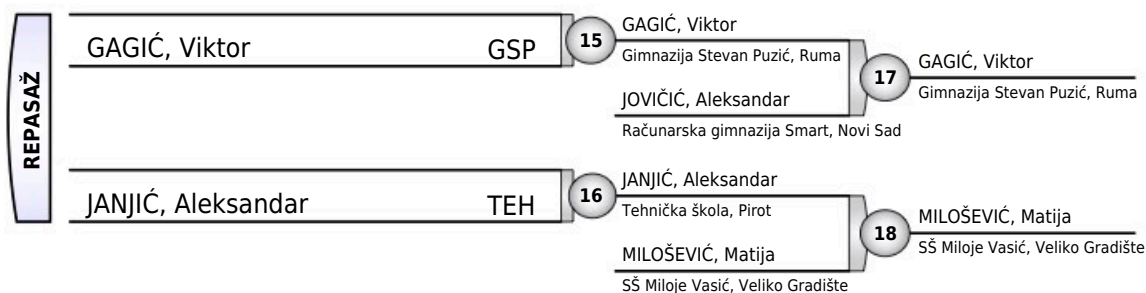 REPASAŽ
GAGIĆ, Viktor GSP
15
GAGIĆ, Viktor
Gimnazija Stevan Puzić, Ruma
JOVIČIĆ, Aleksandar
Računarska gimnazija Smart, Novi Sad
17
GAGIĆ, Viktor
Gimnazija Stevan Puzić, Ruma
JANJIĆ, Aleksandar TEH
16
JANJIĆ, Aleksandar
Tehnička škola, Pirot
MILOŠEVIĆ, Matija
SŠ Miloje Vasić, Veliko Gradište
18
MILOŠEVIĆ, Matija
SŠ Miloje Vasić, Veliko Gradište